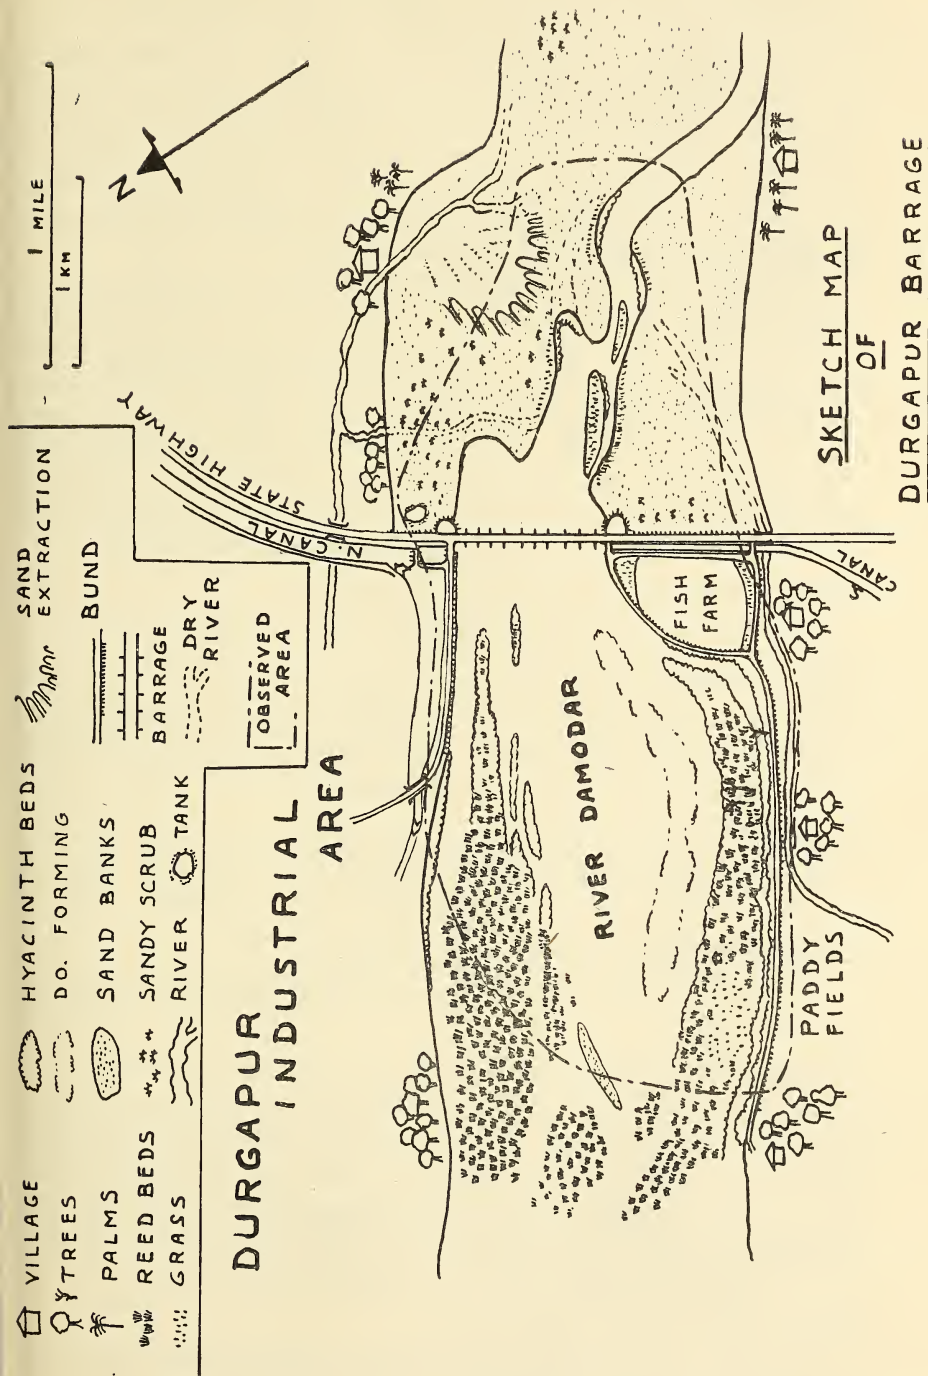 VILLAGE
TREES
PALMS
REED BEDS
GRASS
HYACINTH BEDS
DO. FORMING
SAND BANKS
SANDY SCRUB
RIVER
TANK
SAND
EXTRACTION
BUND
BARRAGE
DRY
RIVER
OBSERVED
AREA
1 MILE
1 KM
N
STATE HIGHWAY
N. CANAL
DURGAPUR
INDUSTRIAL
AREA
RIVER DAMODAR
FISH
FARM
S CANAL
PADDY
FIELDS
SKETCH MAP
OF
DURGAPUR BARRAGE